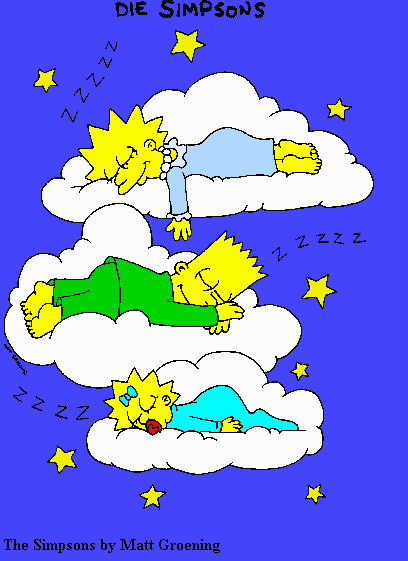 DIE SIMPSONS
Z Z Z Z Z
Z Z Z Z Z
Z Z Z Z
The Simpsons by Matt Groening